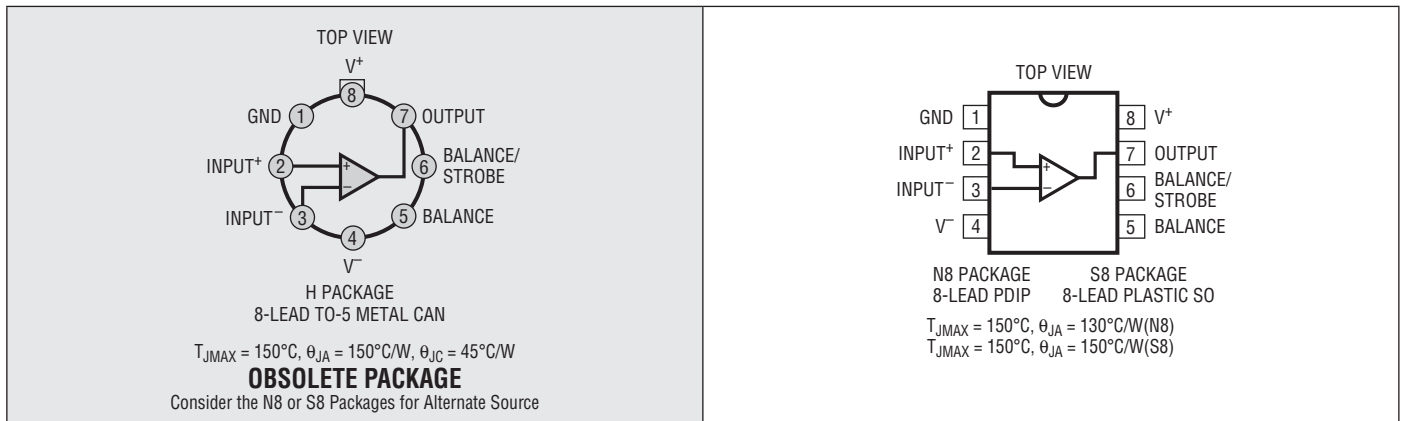 TOP VIEW
V+
8
GND 1
7 OUTPUT
INPUT+ 2
+
6 BALANCE/
STROBE
–
INPUT– 3
5 BALANCE
4
V–
H PACKAGE
8-LEAD TO-5 METAL CAN
TJMAX = 150°C, θJA = 150°C/W, θJC = 45°C/W
OBSOLETE PACKAGE
Consider the N8 or S8 Packages for Alternate Source
TOP VIEW
GND 1
8 V+
INPUT+ 2
+
7 OUTPUT
INPUT– 3
–
6 BALANCE/
STROBE
V– 4
5 BALANCE
N8 PACKAGE
8-LEAD PDIP
S8 PACKAGE
8-LEAD PLASTIC SO
TJMAX = 150°C, θJA = 130°C/W(N8)
TJMAX = 150°C, θJA = 150°C/W(S8)